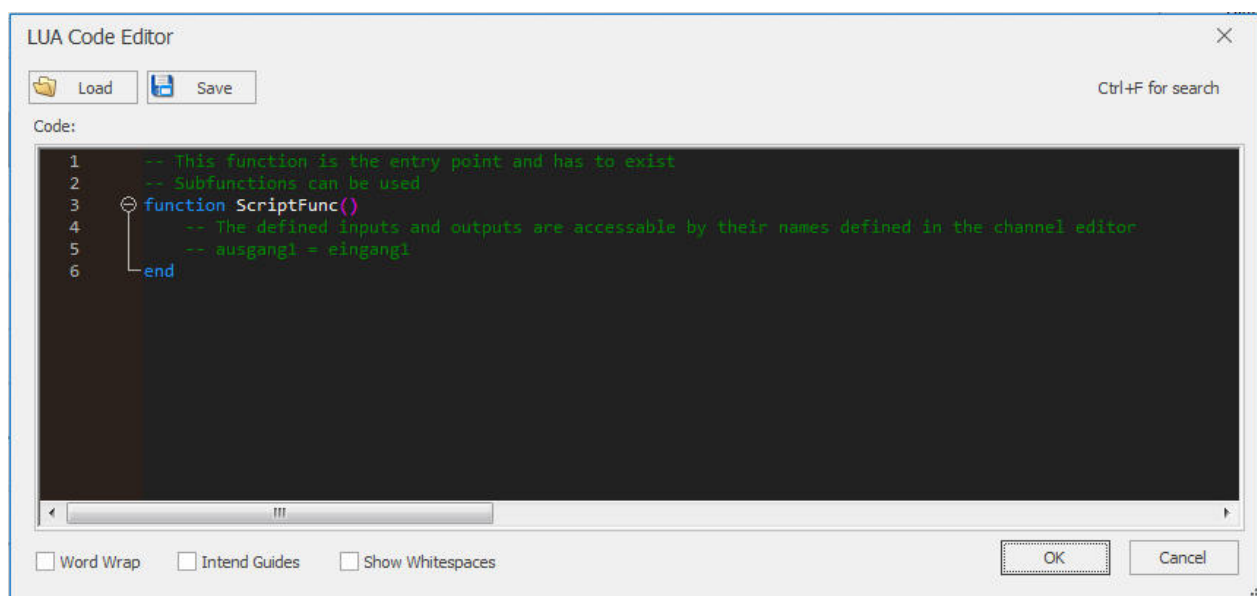 LUA Code Editor
Load Save Ctrl+F for search
Code:
1 -- This function is the entry point and has to exist
2 -- Subfunctions can be used
3 function ScriptFunc()
4 -- The defined inputs and outputs are accessable by their names defined in the channel editor
5 -- ausgang1 = eingang1
6 end
Word Wrap Intend Guides Show Whitespaces OK Cancel